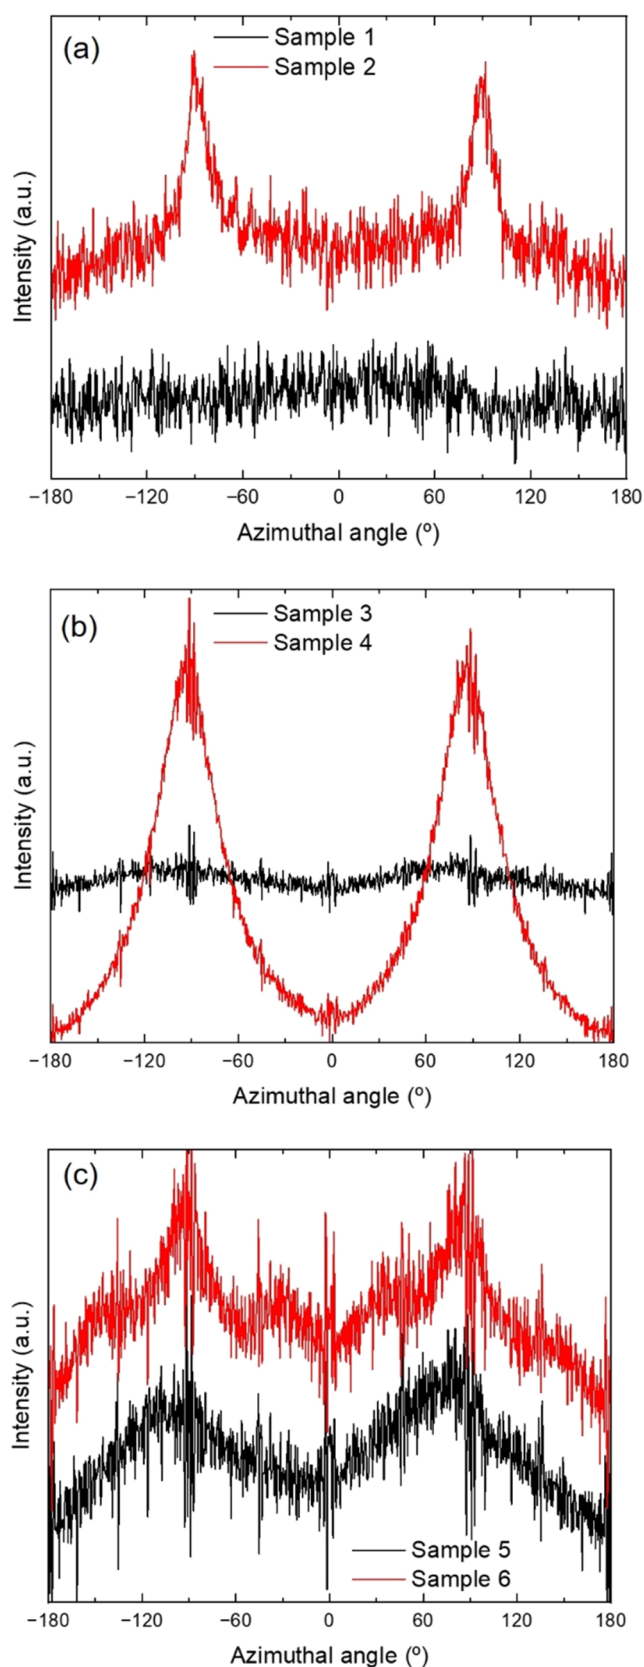 (a)
Sample 1
Sample 2
Intensity (a.u.)
−180 −120 −60 0 60 120 180
Azimuthal angle (º)
(b)
Sample 3
Sample 4
Intensity (a.u.)
−180 −120 −60 0 60 120 180
Azimuthal angle (º)
(c)
Intensity (a.u.)
Sample 5
Sample 6
−180 −120 −60 0 60 120 180
Azimuthal angle (º)